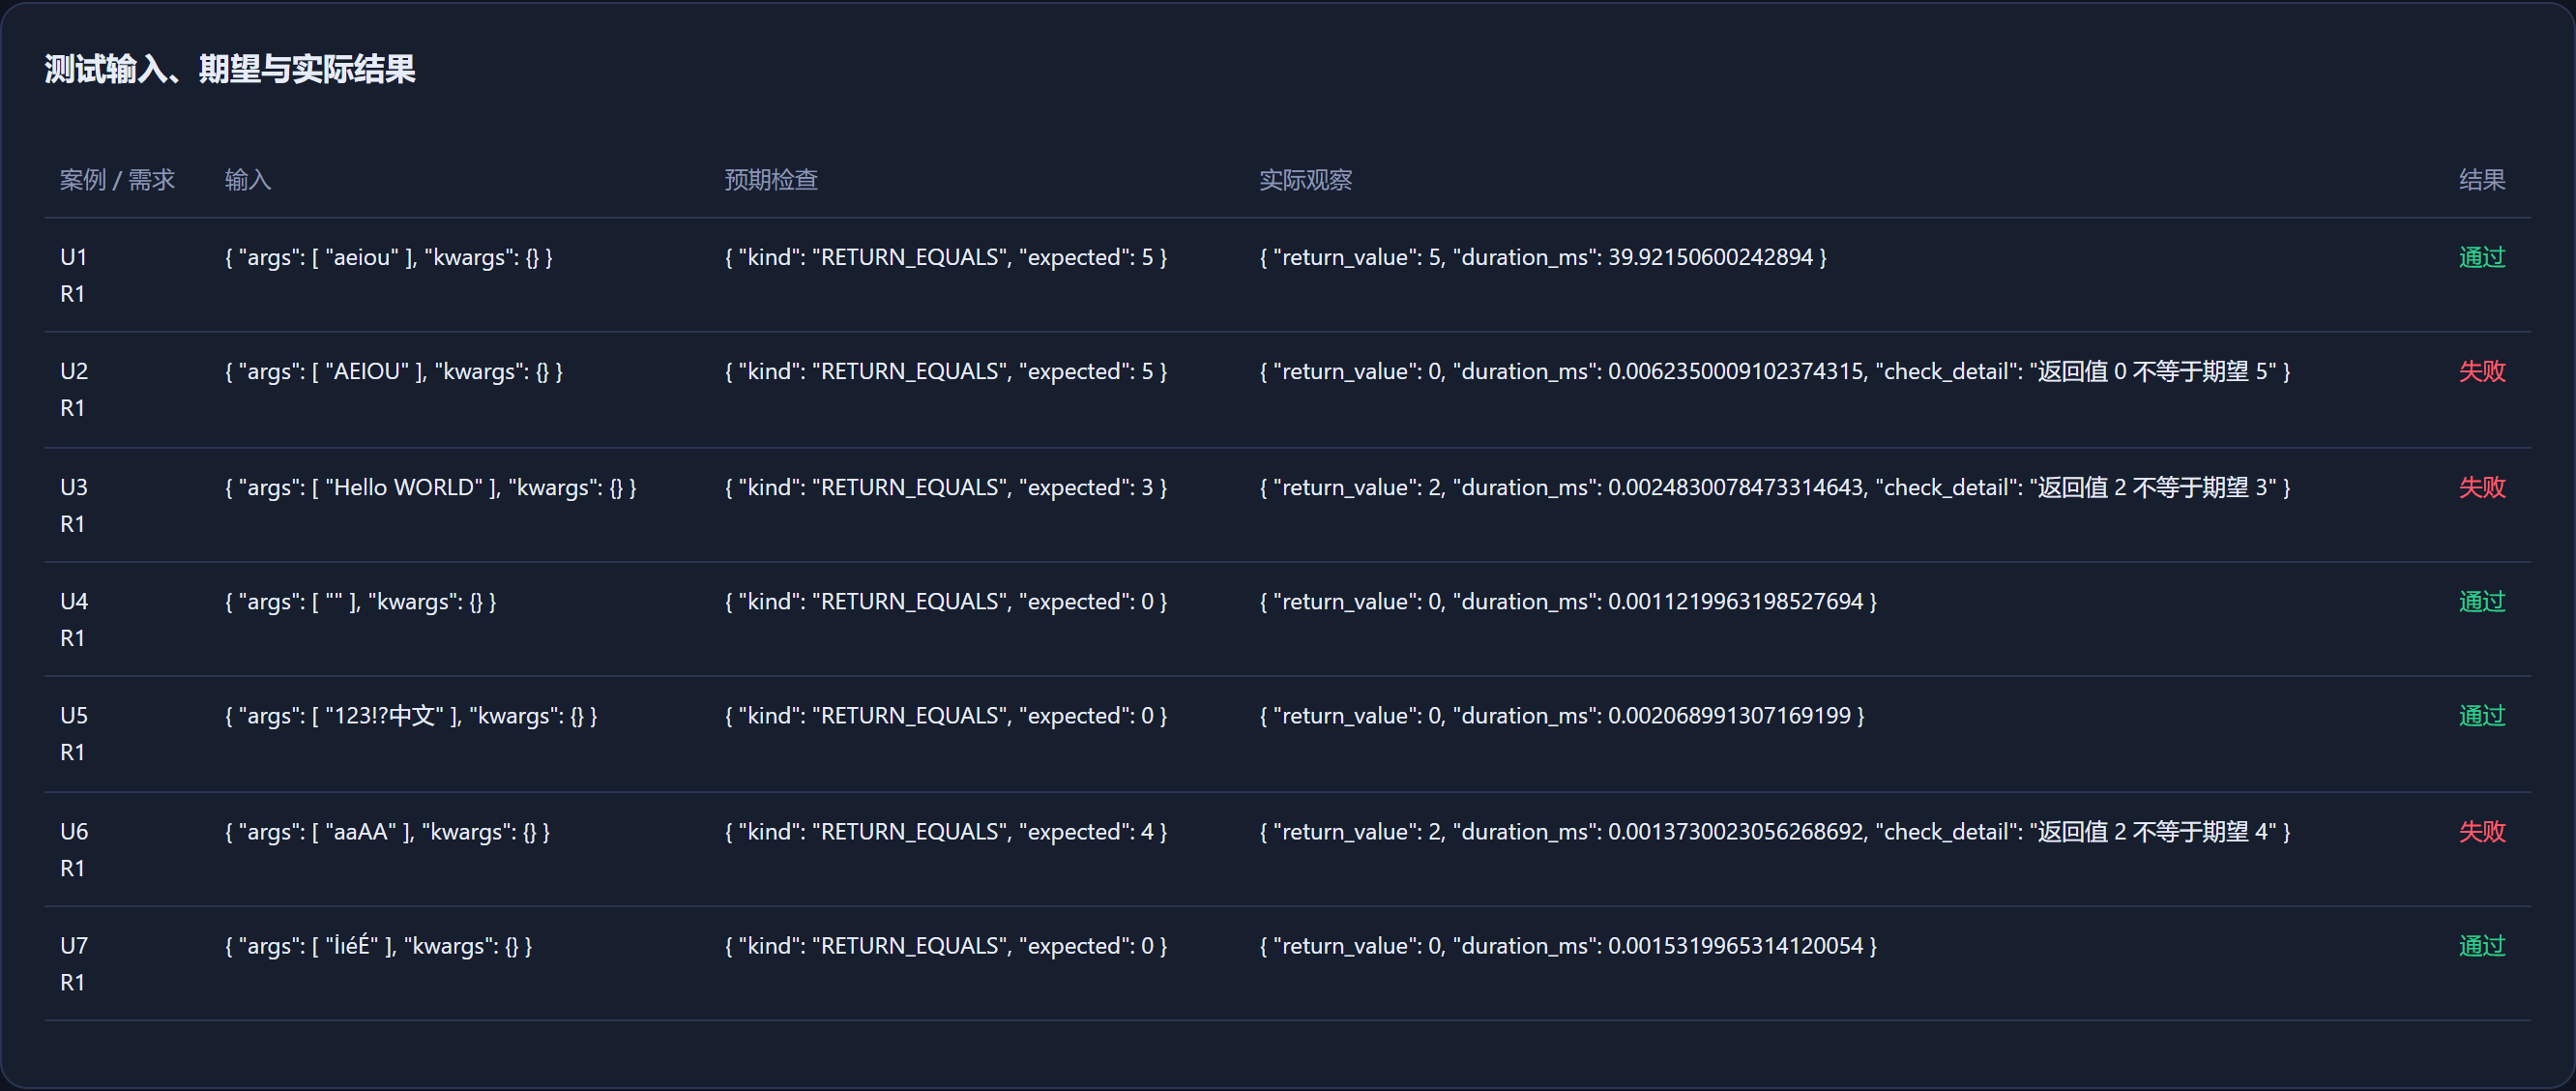 测试输入、期望与实际结果
案例 / 需求 输入 预期检查 实际观察 结果
U1 { "args": [ "aeiou" ], "kwargs": {} } { "kind": "RETURN_EQUALS", "expected": 5 } { "return_value": 5, "duration_ms": 39.92150600242894 } 通过
R1
U2 { "args": [ "AEIOU" ], "kwargs": {} } { "kind": "RETURN_EQUALS", "expected": 5 } { "return_value": 0, "duration_ms": 0.0062350009102374315, "check_detail": "返回值 0 不等于期望 5" } 失败
R1
U3 { "args": [ "Hello WORLD" ], "kwargs": {} } { "kind": "RETURN_EQUALS", "expected": 3 } { "return_value": 2, "duration_ms": 0.0024830078473314643, "check_detail": "返回值 2 不等于期望 3" } 失败
R1
U4 { "args": [ "" ], "kwargs": {} } { "kind": "RETURN_EQUALS", "expected": 0 } { "return_value": 0, "duration_ms": 0.0011219963198527694 } 通过
R1
U5 { "args": [ "123!?中文" ], "kwargs": {} } { "kind": "RETURN_EQUALS", "expected": 0 } { "return_value": 0, "duration_ms": 0.002068991307169199 } 通过
R1
U6 { "args": [ "aaAA" ], "kwargs": {} } { "kind": "RETURN_EQUALS", "expected": 4 } { "return_value": 2, "duration_ms": 0.0013730023056268692, "check_detail": "返回值 2 不等于期望 4" } 失败
R1
U7 { "args": [ "İıéÉ" ], "kwargs": {} } { "kind": "RETURN_EQUALS", "expected": 0 } { "return_value": 0, "duration_ms": 0.0015319965314120054 } 通过
R1